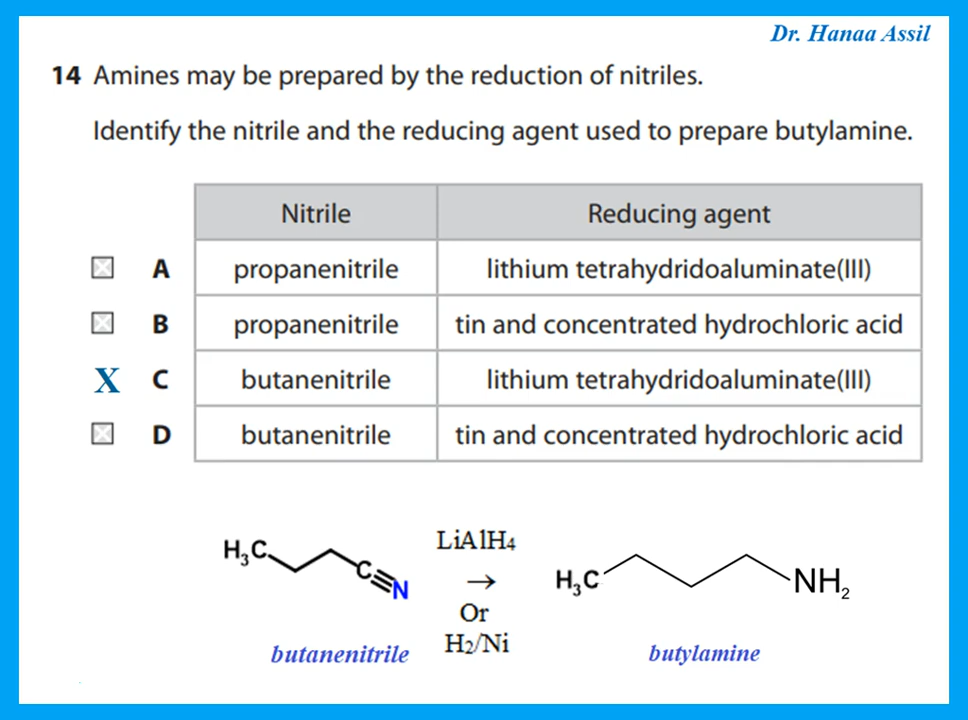 Dr. Hanaa Assil
14 Amines may be prepared by the reduction of nitriles.
Identify the nitrile and the reducing agent used to prepare butylamine.
Nitrile Reducing agent
A propanenitrile lithium tetrahydridoaluminate(III)
B propanenitrile tin and concentrated hydrochloric acid
X C butanenitrile lithium tetrahydridoaluminate(III)
D butanenitrile tin and concentrated hydrochloric acid
LiAlH₄
H₃C C≡N → H₃C NH₂
Or
H₂/Ni
butanenitrile butylamine